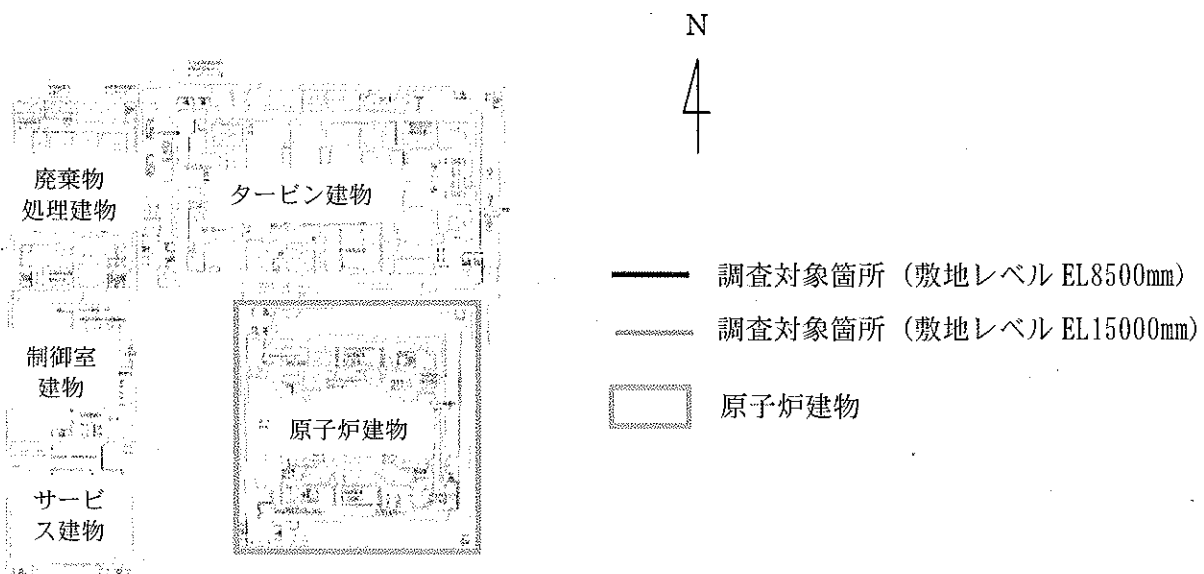 N
廃棄物
処理建物
タービン建物
制御室
建物
原子炉建物
サービ
ス建物
調査対象箇所（敷地レベル EL8500mm）
調査対象箇所（敷地レベル EL15000mm）
原子炉建物